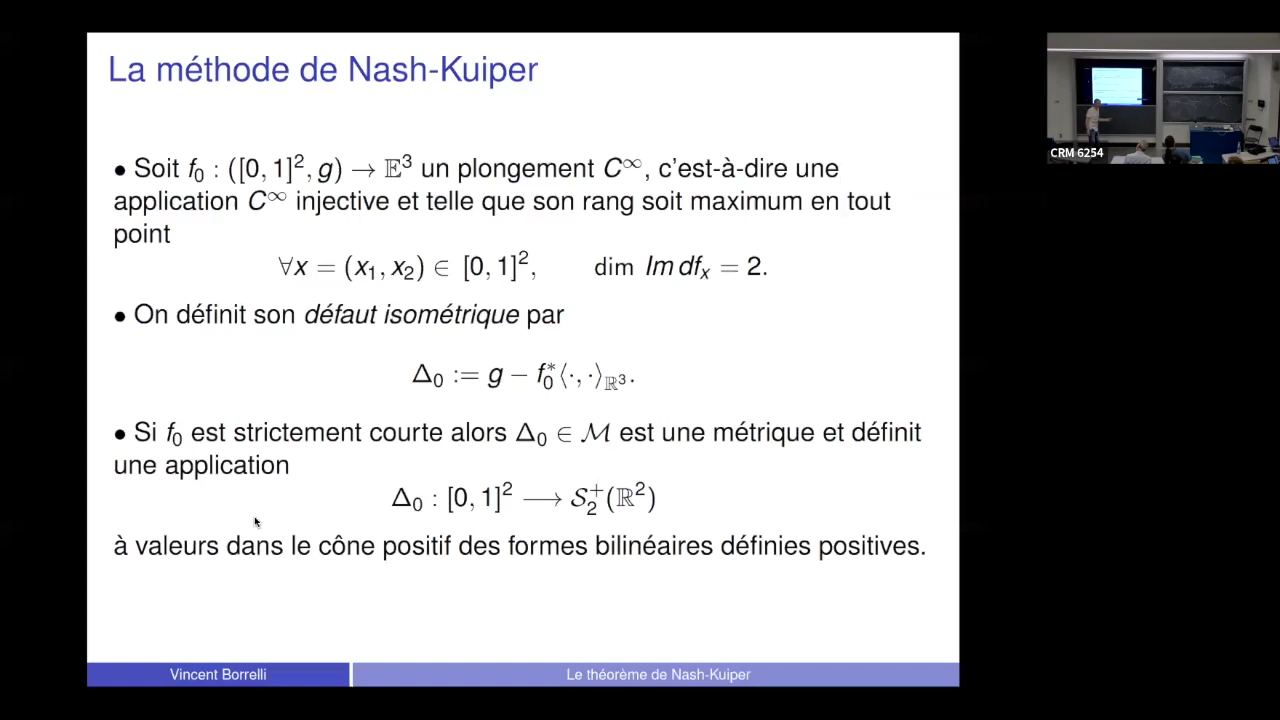 La méthode de Nash-Kuiper
• Soit f₀ : ([0, 1]², g) → 𝔼³ un plongement C^∞, c'est-à-dire une
application C^∞ injective et telle que son rang soit maximum en tout
point
∀x = (x₁, x₂) ∈ [0, 1]², dim Im dfₓ = 2.
• On définit son défaut isométrique par
Δ₀ := g − f₀*⟨·, ·⟩_ℝ³.
• Si f₀ est strictement courte alors Δ₀ ∈ ℳ est une métrique et définit
une application
Δ₀ : [0, 1]² ⟶ 𝒮₂⁺(ℝ²)
à valeurs dans le cône positif des formes bilinéaires définies positives.
Vincent Borrelli
Le théorème de Nash-Kuiper
CRM 6254